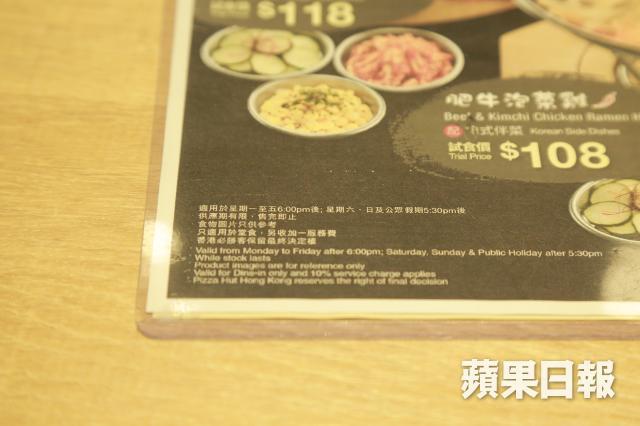 $118
肥牛泡菜雞
Beef & Kimchi Chicken Ramen
配 式伴菜 Korean Side Dishes
試食價 $108
Trial Price
適用於星期一至五6:00pm後; 星期六、日及公眾假期5:30pm後
供應期有限,售完即止
食物圖片只供參考
只適用於堂食,另收加一服務費
香港必勝客保留最終決定權
Valid from Monday to Friday after 6:00pm; Saturday, Sunday & Public Holiday after 5:30pm
While stock lasts
Product images are for reference only
Valid for Dine-in only and 10% service charge applies
Pizza Hut Hong Kong reserves the right of final decision
蘋果日報